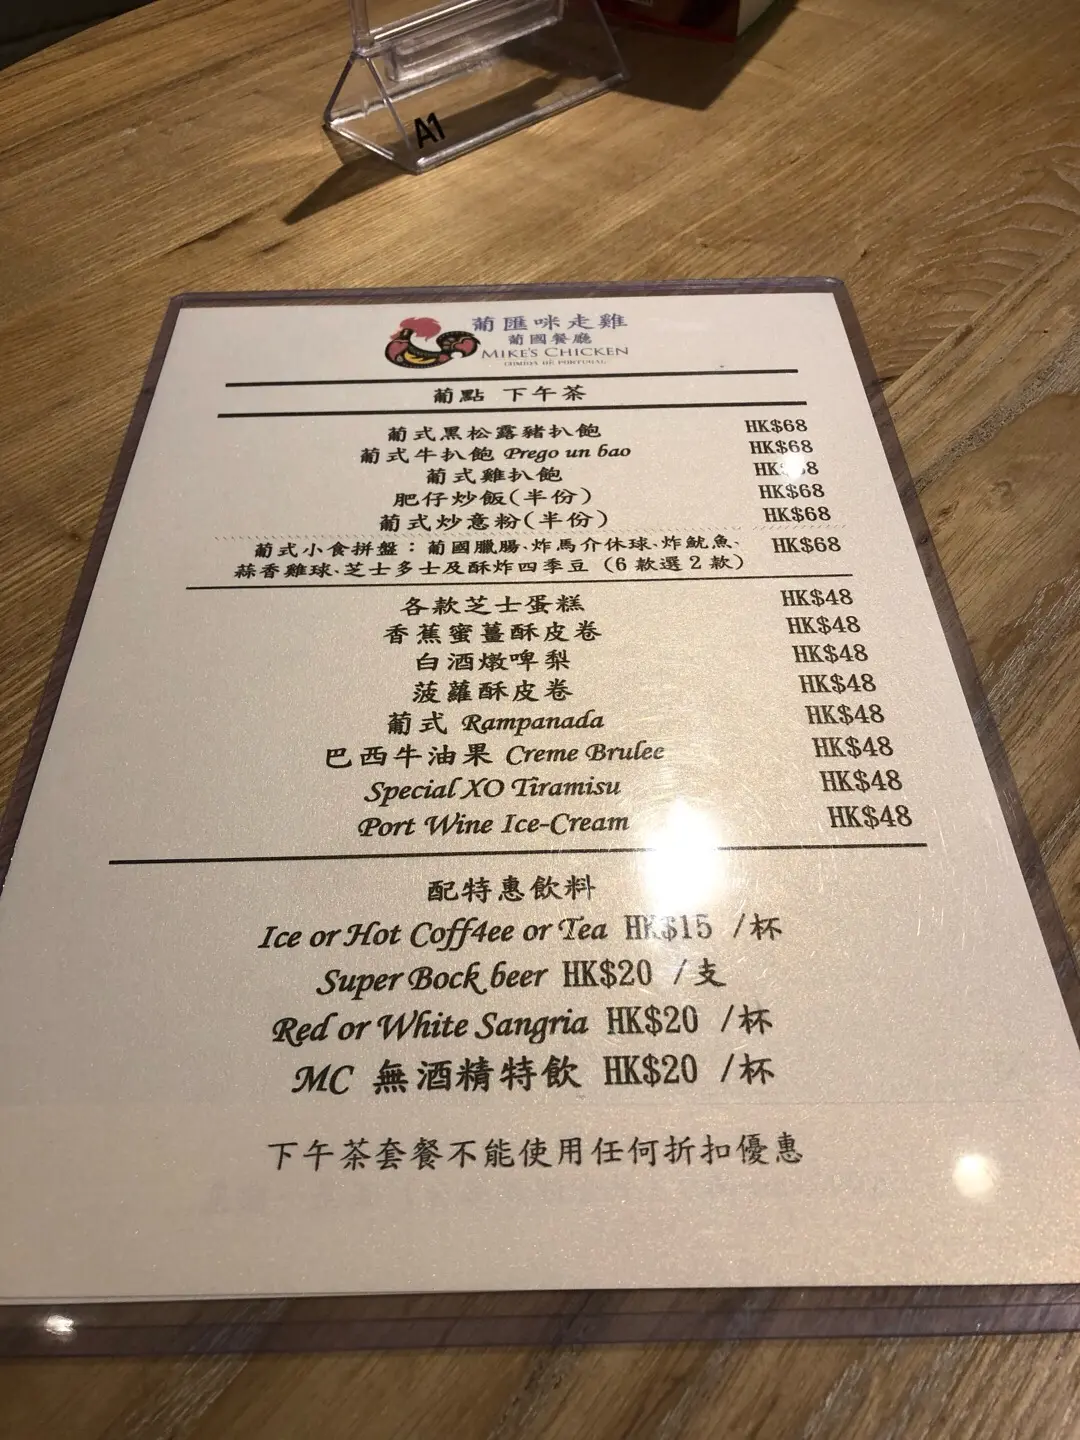 A1
葡匯咪走雞
葡國餐廳
MIKE'S CHICKEN
COMIDA DE PORTUGAL
葡點 下午茶
葡式黑松露豬扒飽 HK$68
葡式牛扒飽 Prego un bao HK$68
葡式雞扒飽
肥仔炒飯(半份) HK$68
葡式炒意粉(半份) HK$68
葡式小食拼盤：葡國臘腸、炸馬介休球、炸魷魚、 HK$68
蒜香雞球、芝士多士及酥炸四季豆 (6 款選 2 款)
各款芝士蛋糕 HK$48
香蕉蜜薑酥皮卷 HK$48
白酒燉啤梨 HK$48
菠蘿酥皮卷 HK$48
葡式 Rampanada HK$48
巴西牛油果 Creme Brulee HK$48
Special XO Tiramisu HK$48
Port Wine Ice-Cream HK$48
配特惠飲料
Ice or Hot Coff4ee or Tea HK$15 /杯
Super Bock beer HK$20 /支
Red or White Sangria HK$20 /杯
MC 無酒精特飲 HK$20 /杯
下午茶套餐不能使用任何折扣優惠